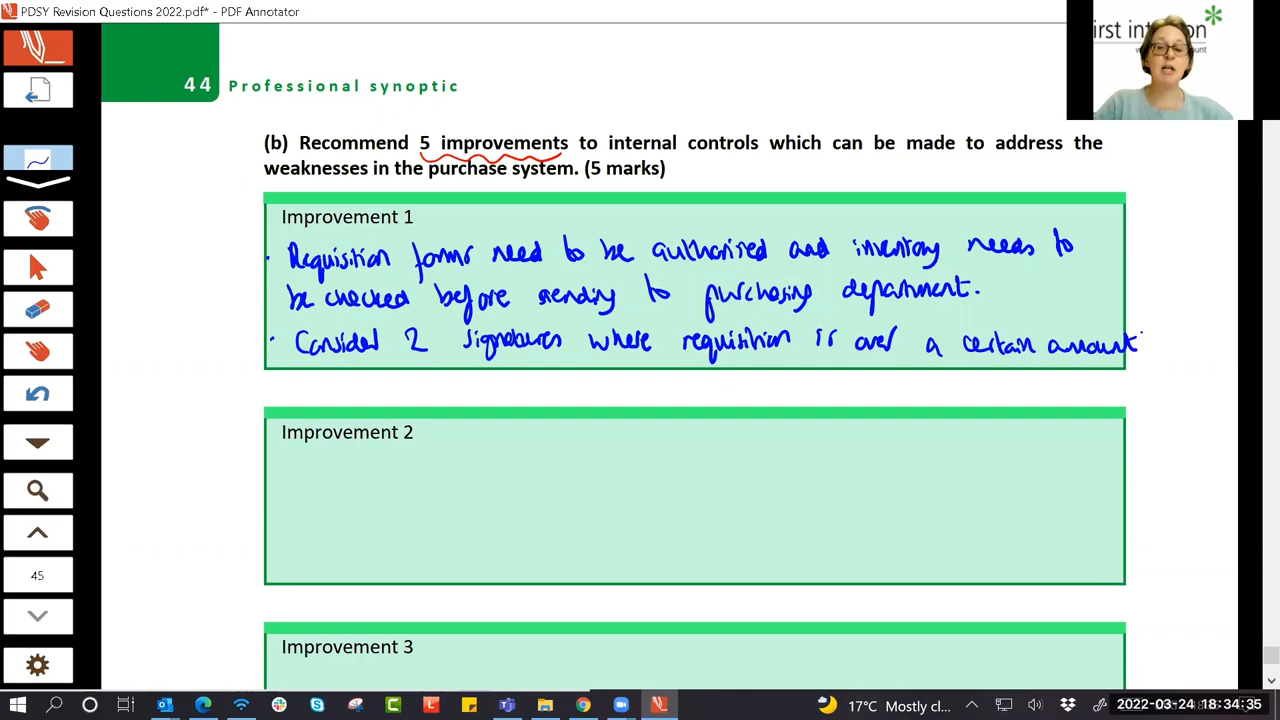 PDSY Revision Questions 2022.pdf* - PDF Annotator
first int on
44 Professional synoptic
(b) Recommend 5 improvements to internal controls which can be made to address the
weaknesses in the purchase system. (5 marks)
Improvement 1
· Requisition forms need to be authorised and inventory needs to
be checked before sending to purchasing department.
· Consider 2 signatures where requisition is over a certain amount
Improvement 2
45
Improvement 3
17°C Mostly cl...
2022-03-24 18:34:35